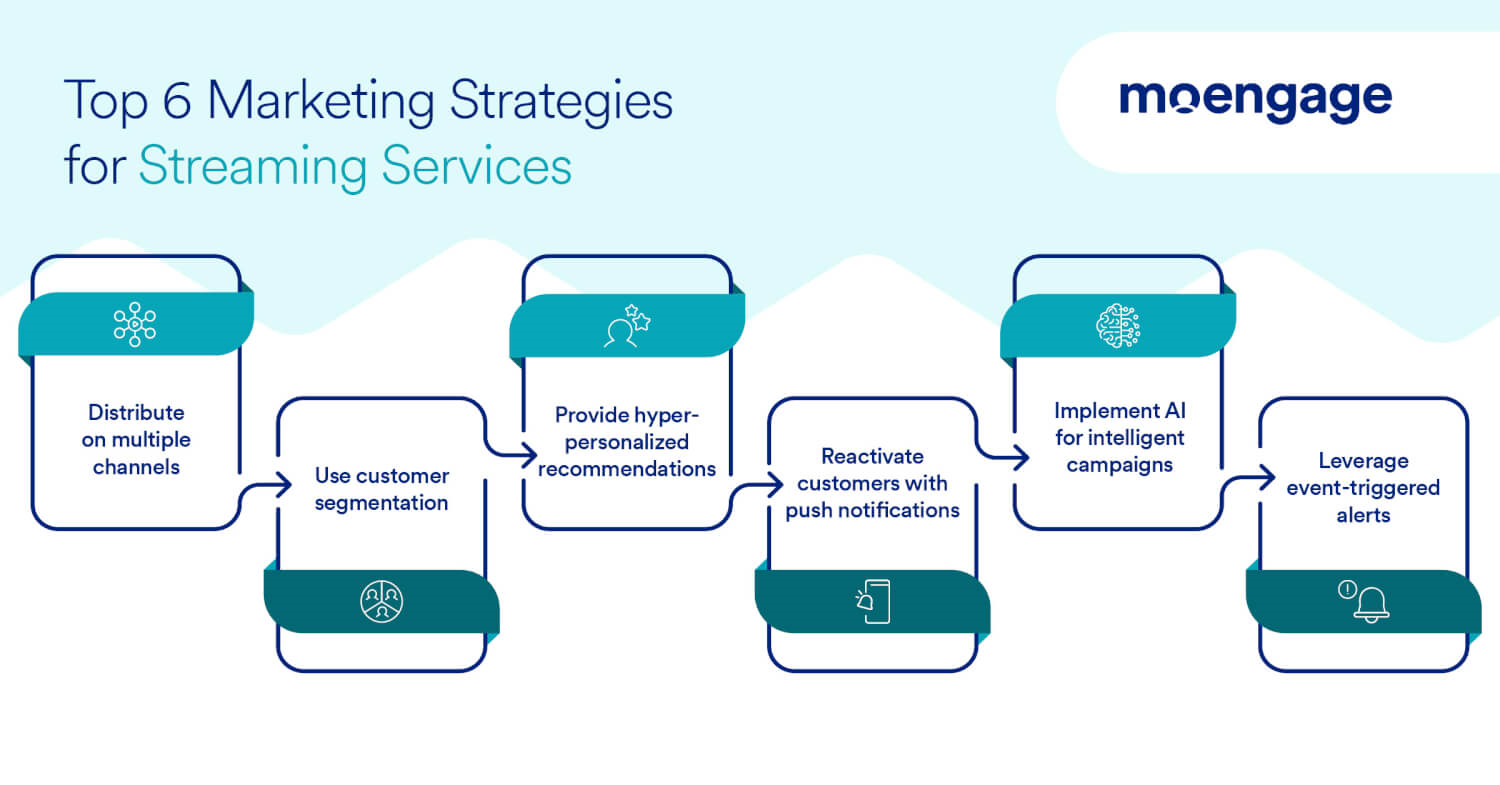 Top 6 Marketing Strategies
for Streaming Services
moengage
Distribute
on multiple
channels
Use customer
segmentation
Provide hyper-
personalized
recommendations
Reactivate
customers with
push notifications
Implement AI
for intelligent
campaigns
Leverage
event-triggered
alerts